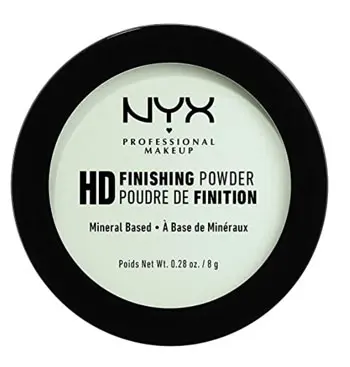 NYX
PROFESSIONAL
MAKEUP
HD FINISHING POWDER
POUDRE DE FINITION
Mineral Based • À Base de Minéraux
Poids Net Wt. 0.28 oz. / 8 g